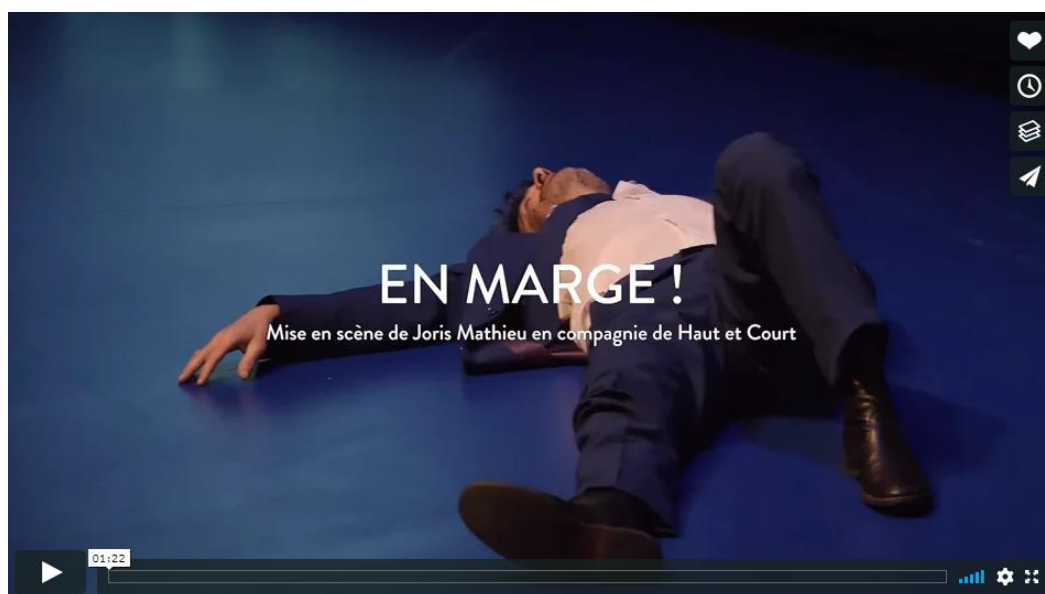 EN MARGE !
Mise en scène de Joris Mathieu en compagnie de Haut et Court
01:22